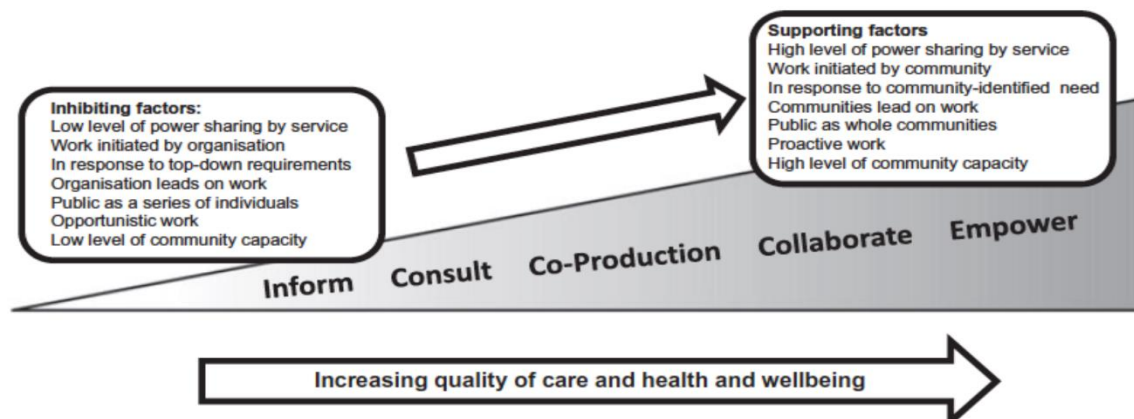 Inhibiting factors:
Low level of power sharing by service
Work initiated by organisation
In response to top-down requirements
Organisation leads on work
Public as a series of individuals
Opportunistic work
Low level of community capacity
Supporting factors
High level of power sharing by service
Work initiated by community
In response to community-identified need
Communities lead on work
Public as whole communities
Proactive work
High level of community capacity
Inform Consult Co-Production Collaborate Empower
Increasing quality of care and health and wellbeing